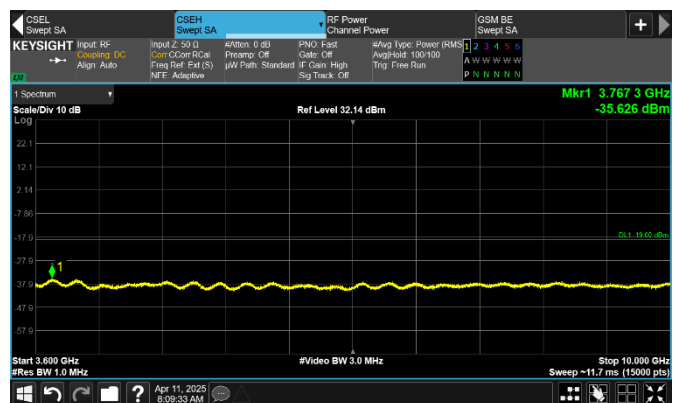 CSEL
Swept SA
CSEH
Swept SA
RF Power
Channel Power
GSM BE
Swept SA
+
KEYSIGHT
LXI
Input: RF
Coupling: DC
Align: Auto
Input Z: 50 Ω
Corr CCorr RCal
Freq Ref: Ext (S)
NFE: Adaptive
#Atten: 0 dB
Preamp: Off
µW Path: Standard
PNO: Fast
Gate: Off
IF Gain: High
Sig Track: Off
#Avg Type: Power (RMS)
Avg|Hold: 100/100
Trig: Free Run
1 2 3 4 5 6
A W W W W W
P N N N N N
1 Spectrum
Mkr1 3.767 3 GHz
Scale/Div 10 dB
Ref Level 32.14 dBm
-35.626 dBm
Log
22.1
12.1
2.14
-7.86
-17.9
DL1 -19.00 dBm
-27.9
1
-37.9
-47.9
-57.9
Start 3.600 GHz
#Video BW 3.0 MHz
Stop 10.000 GHz
#Res BW 1.0 MHz
Sweep ~11.7 ms (15000 pts)
?
Apr 11, 2025
8:09:33 AM